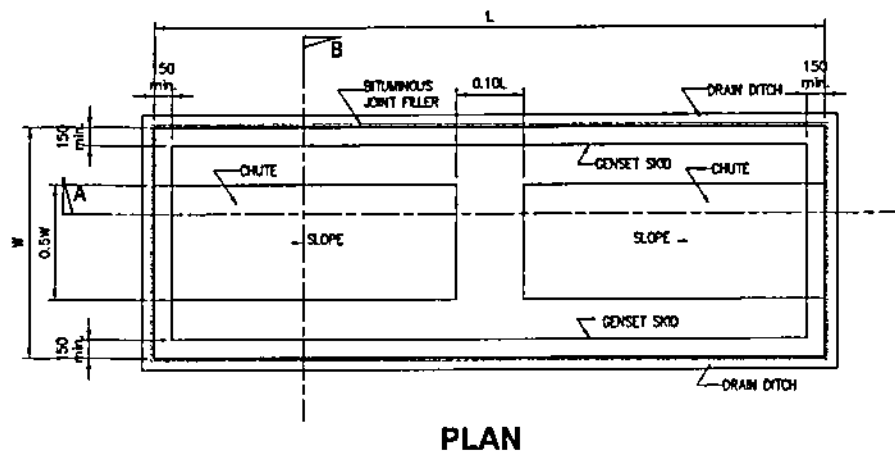 L
B
150
min.
BITUMINOUS
JOINT FILLER
0.10L
DRAIN DITCH
150
min.
150
min.
GENSET SKID
CHUTE
CHUTE
A
W
0.5W
SLOPE
SLOPE
150
min.
GENSET SKID
DRAIN DITCH
PLAN